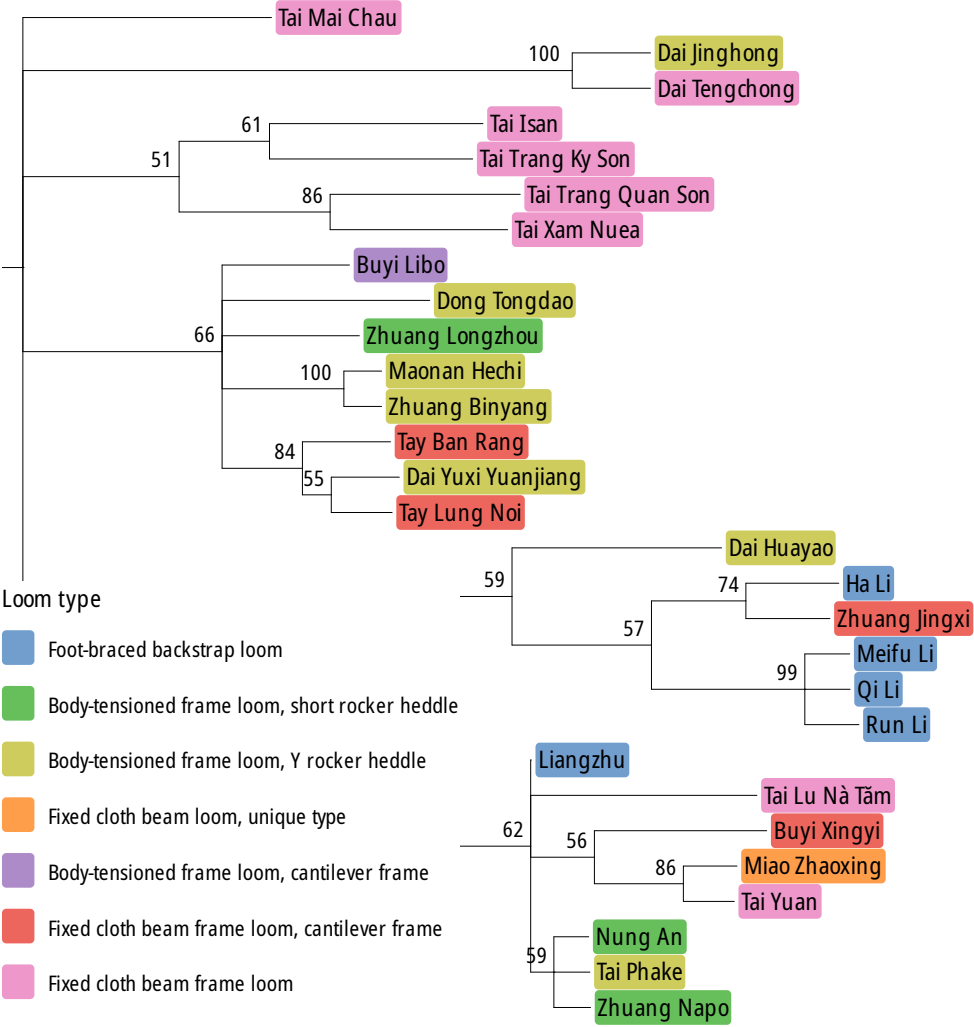 Tai Mai Chau
100
Dai Jinghong
Dai Tengchong
61
Tai Isan
51
Tai Trang Ky Son
86
Tai Trang Quan Son
Tai Xam Nuea
Buyi Libo
Dong Tongdao
66
Zhuang Longzhou
100
Maonan Hechi
Zhuang Binyang
84
Tay Ban Rang
55
Dai Yuxi Yuanjiang
Tay Lung Noi
Dai Huayao
59
74
Ha Li
57
Zhuang Jingxi
99
Meifu Li
Qi Li
Run Li
Loom type
Foot-braced backstrap loom
Body-tensioned frame loom, short rocker heddle
Body-tensioned frame loom, Y rocker heddle
Fixed cloth beam loom, unique type
Body-tensioned frame loom, cantilever frame
Fixed cloth beam frame loom, cantilever frame
Fixed cloth beam frame loom
Liangzhu
Tai Lu Nà Tăm
62
56
Buyi Xingyi
86
Miao Zhaoxing
Tai Yuan
59
Nung An
Tai Phake
Zhuang Napo